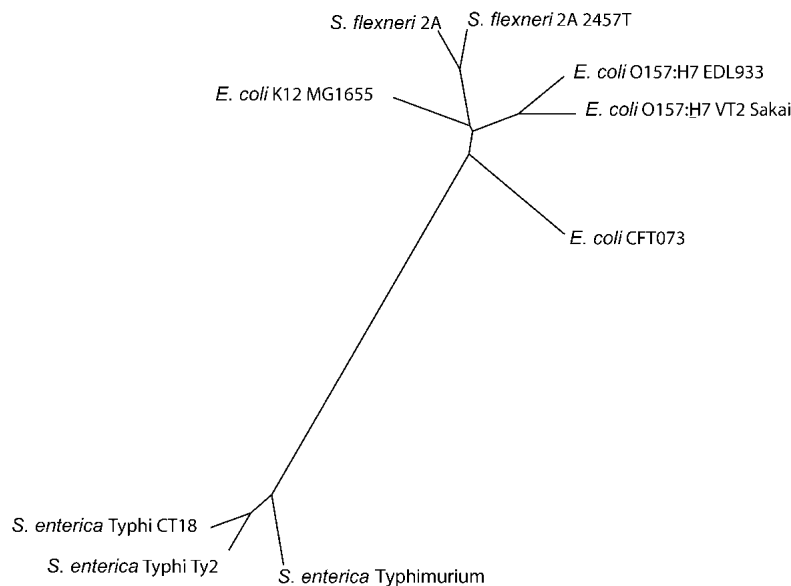 S. flexneri 2A
S. flexneri 2A 2457T
E. coli O157:H7 EDL933
E. coli K12 MG1655
E. coli O157:H7 VT2 Sakai
E. coli CFT073
S. enterica Typhi CT18
S. enterica Typhi Ty2
S. enterica Typhimurium